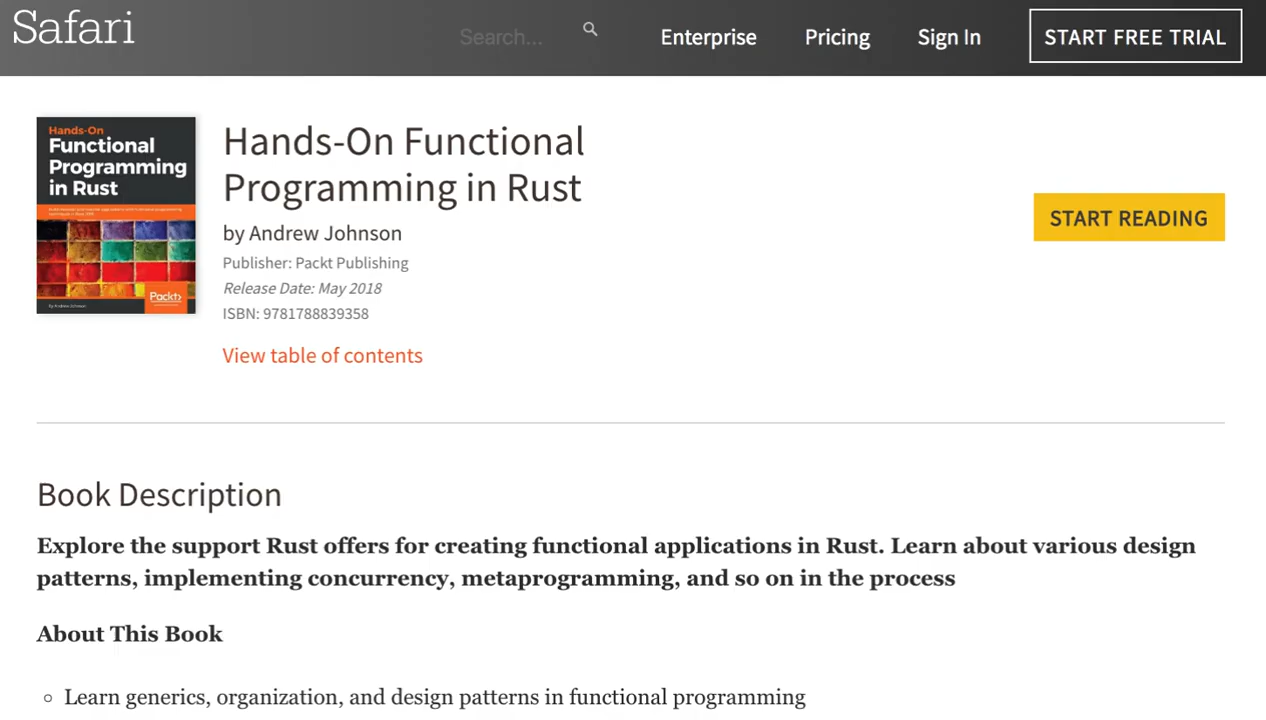 Safari
Search...
Enterprise
Pricing
Sign In
START FREE TRIAL
Hands-On
Functional
Programming
in Rust
Packt>
By Andrew Johnson
Hands-On Functional
Programming in Rust
by Andrew Johnson
Publisher: Packt Publishing
Release Date: May 2018
ISBN: 9781788839358
View table of contents
START READING
Book Description
Explore the support Rust offers for creating functional applications in Rust. Learn about various design
patterns, implementing concurrency, metaprogramming, and so on in the process
About This Book
Learn generics, organization, and design patterns in functional programming